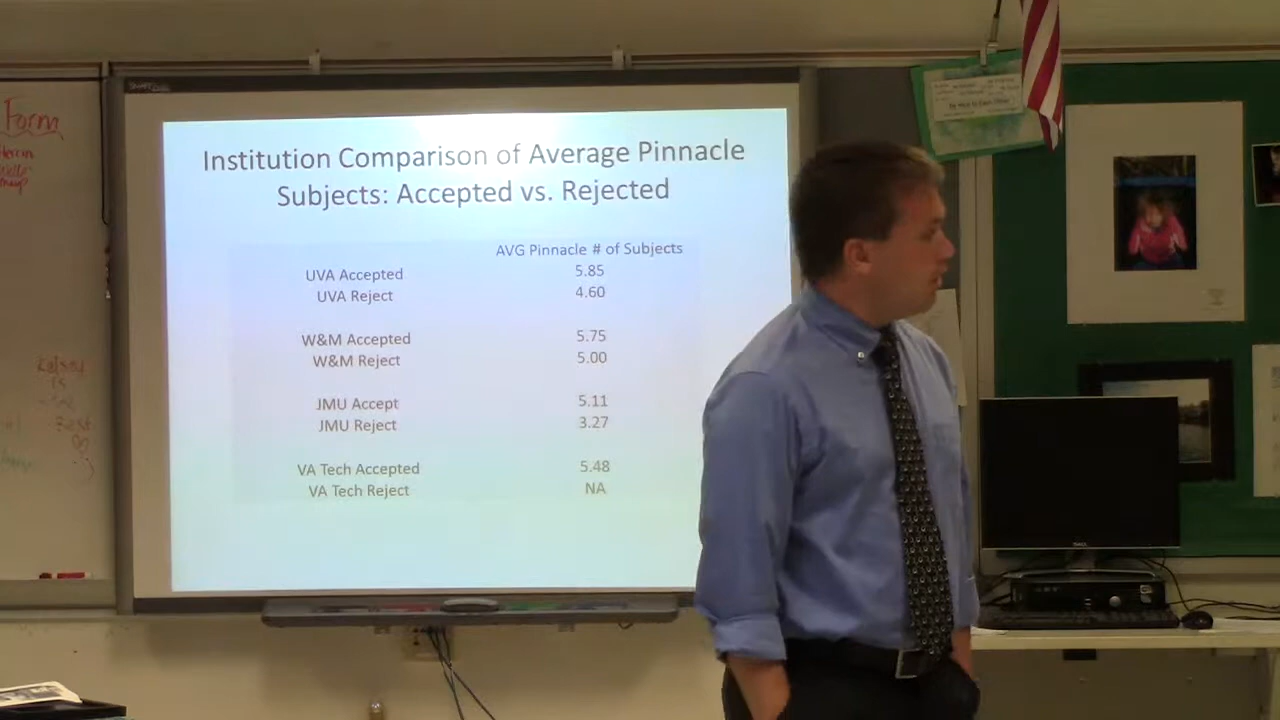 Form
Institution Comparison of Average Pinnacle
Subjects: Accepted vs. Rejected
AVG Pinnacle # of Subjects
UVA Accepted 5.85
UVA Reject 4.60
W&M Accepted 5.75
W&M Reject 5.00
JMU Accept 5.11
JMU Reject 3.27
VA Tech Accepted 5.48
VA Tech Reject NA
Kalsey
is